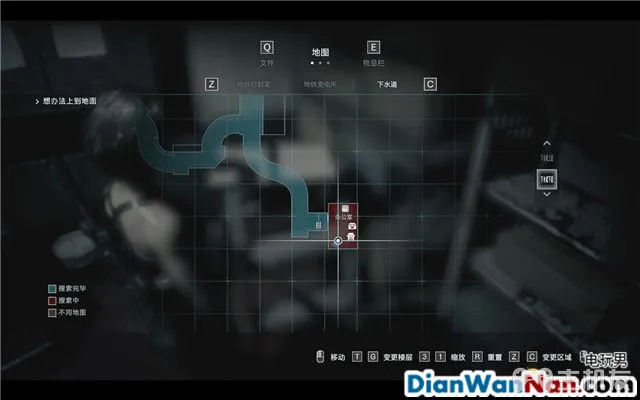 Q 地图 E
文件 物品栏
Z 地铁控制室 地铁变电所 下水道 C
> 想办法上到地面
办公室
搜索完毕
搜索中
不同地图
移动 T G 变更楼层 3 1 缩放 R 重置 Z C 变更区域
电玩男
DianWanNan.com